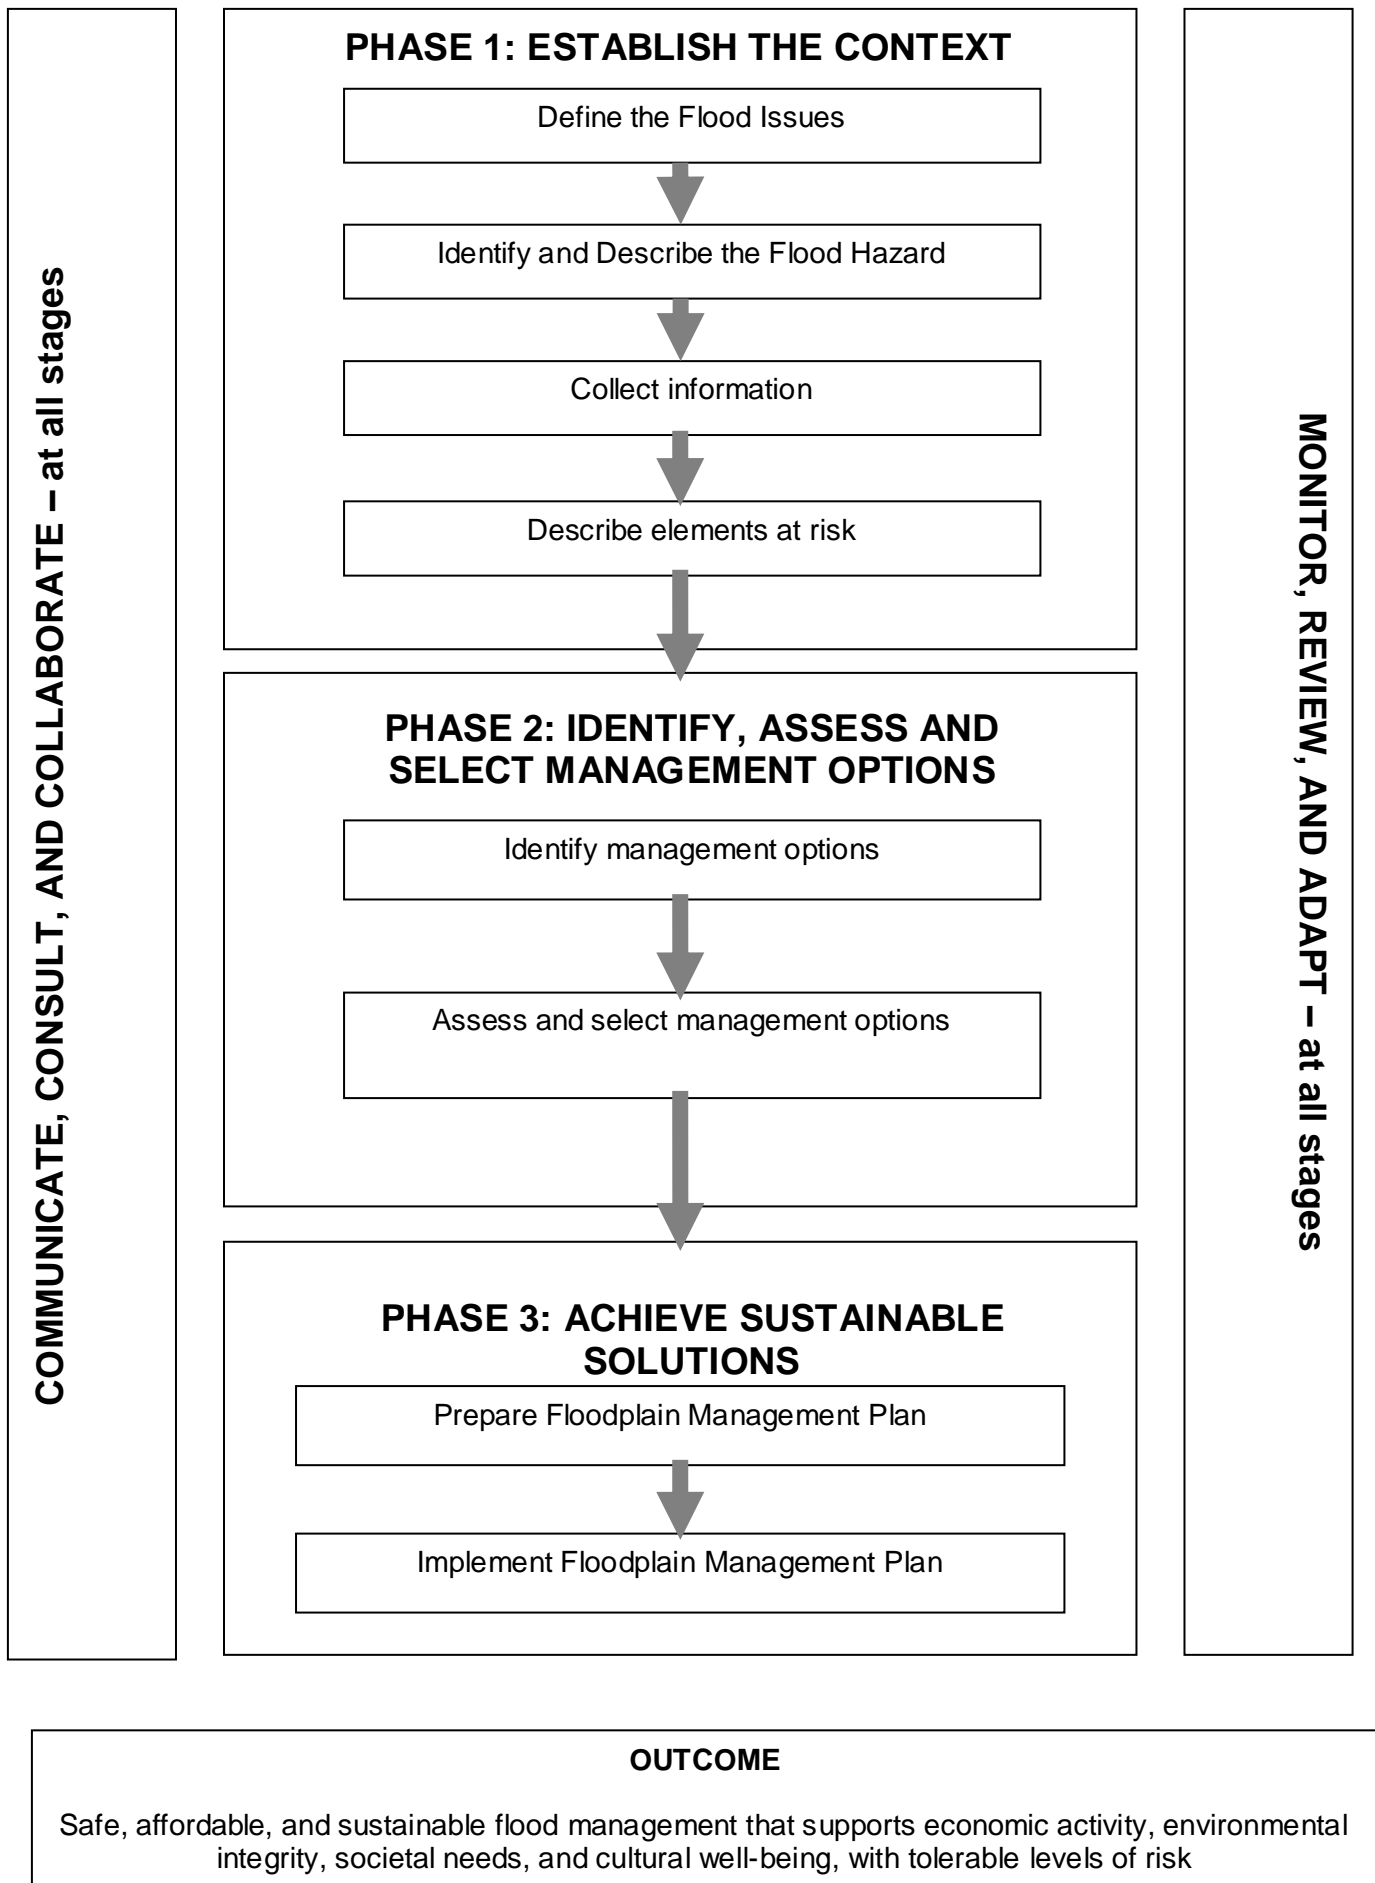 COMMUNICATE, CONSULT, AND COLLABORATE – at all stages
PHASE 1: ESTABLISH THE CONTEXT
Define the Flood Issues
Identify and Describe the Flood Hazard
Collect information
Describe elements at risk
PHASE 2: IDENTIFY, ASSESS AND
SELECT MANAGEMENT OPTIONS
Identify management options
Assess and select management options
PHASE 3: ACHIEVE SUSTAINABLE
SOLUTIONS
Prepare Floodplain Management Plan
Implement Floodplain Management Plan
MONITOR, REVIEW, AND ADAPT – at all stages
OUTCOME
Safe, affordable, and sustainable flood management that supports economic activity, environmental
integrity, societal needs, and cultural well-being, with tolerable levels of risk